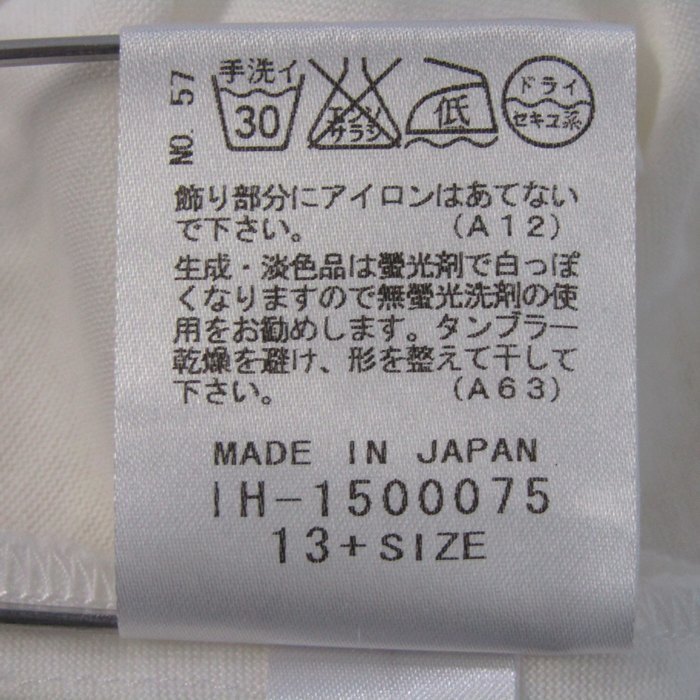 NO. 57
手洗イ
30
エンソ
サラシ
低
ドライ
セキユ系
飾り部分にアイロンはあてない
で下さい。 （A12）
生成・淡色品は螢光剤で白っぽ
くなりますので無螢光洗剤の使
用をお勧めします。タンブラー
乾燥を避け、形を整えて干して
下さい。 （A63）
MADE IN JAPAN
IH-1500075
13+SIZE